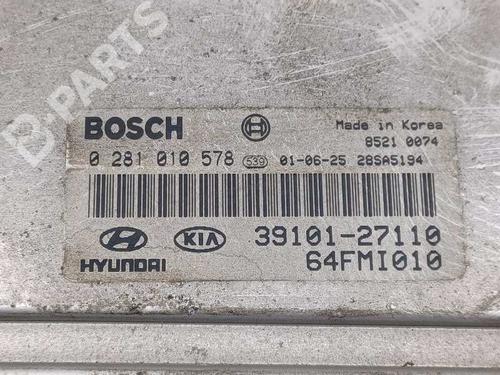 B-PARTS
BOSCH
Made in Korea
8521 0074
0 281 010 578 539 01-06-25 28SA5194
39101-27110
HYUNDAI KIA
64FMI010